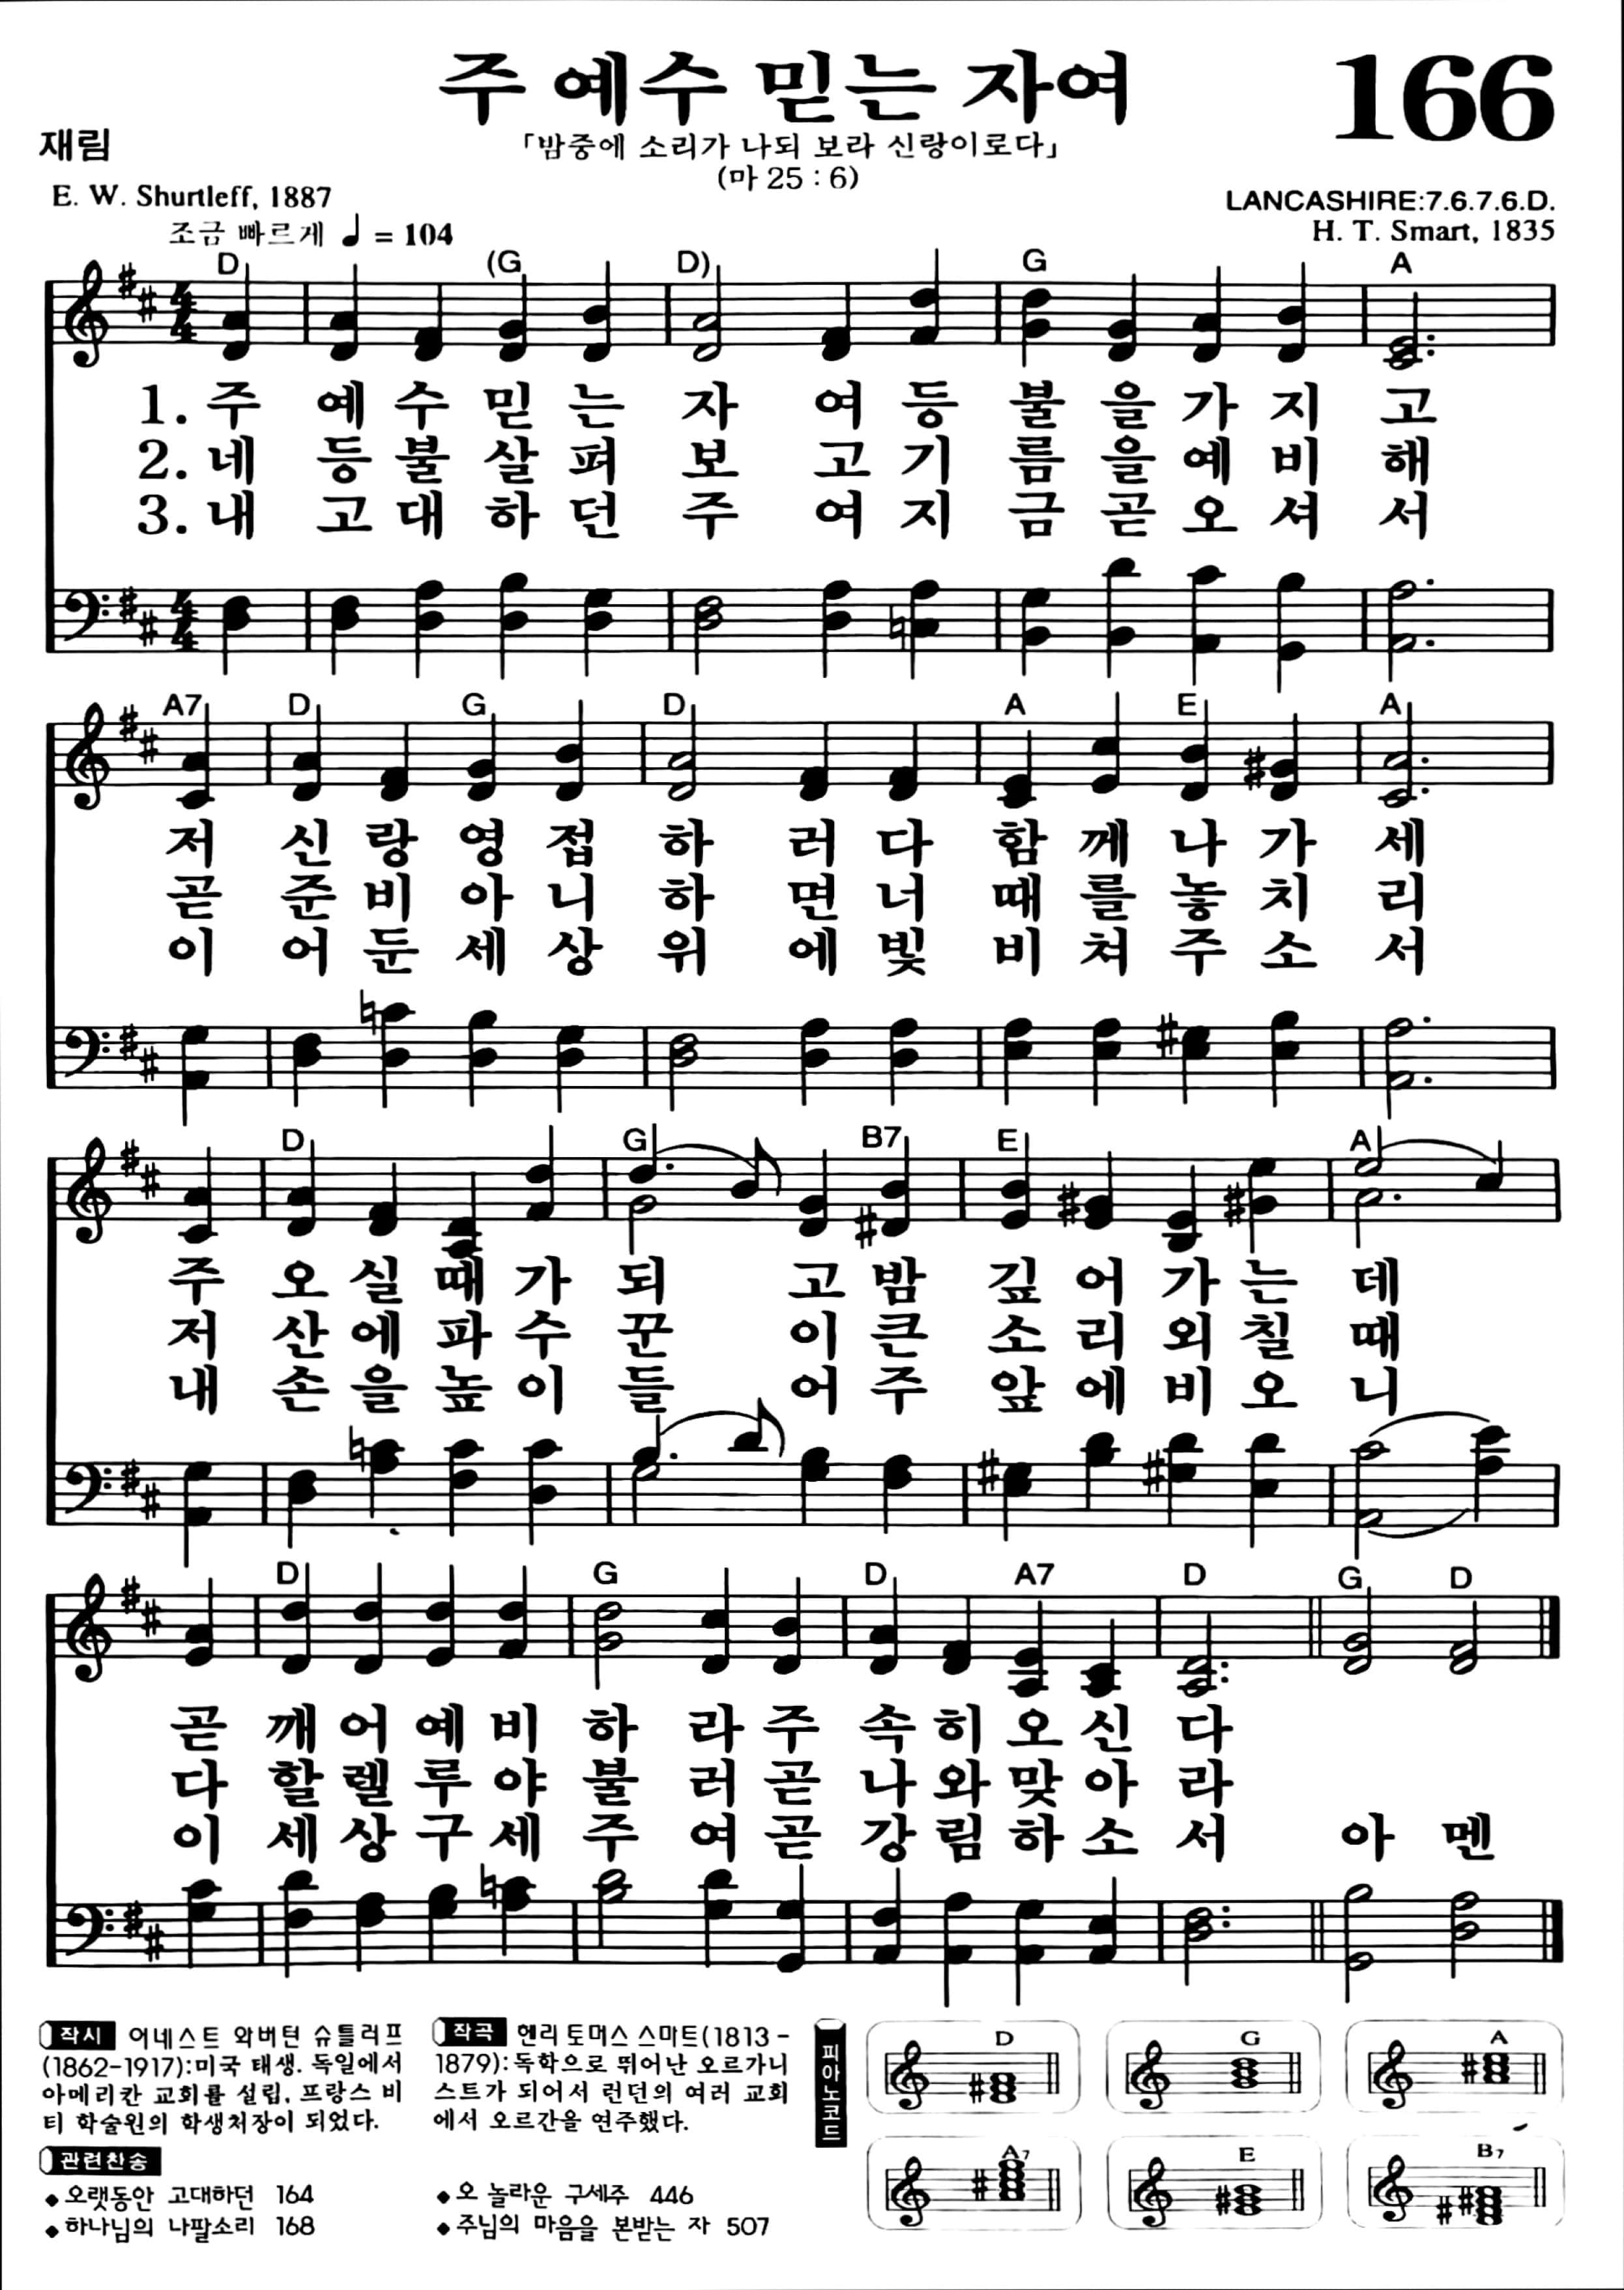 주 예수 믿는 자여
166
재림
「밤중에 소리가 나되 보라 신랑이로다」
(마 25 : 6)
E. W. Shurtleff, 1887
LANCASHIRE:7.6.7.6.D.
조금 빠르게 ♩ = 104
H. T. Smart, 1835
D (G D) G A
1. 주 예 수 믿 는 자 여 등 불 을 가 지 고
2. 네 등 불 살 펴 보 고 기 름 을 예 비 해
3. 내 고 대 하 던 주 여 지 금 곧 오 셔 서
A7 D G D A E A
저 신 랑 영 접 하 러 다 함 께 나 가 세
곧 준 비 아 니 하 면 너 때 를 놓 치 리
이 어 둔 세 상 위 에 빛 비 쳐 주 소 서
D G B7 E A
주 오 실 때 가 되 고 밤 깊 어 가 는 데
저 산 에 파 수 꾼 이 큰 소 리 외 칠 때
내 손 을 높 이 들 어 주 앞 에 비 오 니
D G D A7 D G D
곧 깨 어 예 비 하 라 주 속 히 오 신 다
다 할 렐 루 야 불 러 곧 나 와 맞 아 라
이 세 상 구 세 주 여 곧 강 림 하 소 서 아 멘
작시 어네스트 와버턴 슈틀러프
(1862-1917):미국 태생. 독일에서
아메리칸 교회를 설립, 프랑스 비
티 학술원의 학생처장이 되었다.
작곡 헨리 토머스 스마트(1813-
1879):독학으로 뛰어난 오르가니
스트가 되어서 런던의 여러 교회
에서 오르간을 연주했다.
관련찬송
◆오랫동안 고대하던 164
◆하나님의 나팔소리 168
◆오 놀라운 구세주 446
◆주님의 마음을 본받는 자 507
피아노코드
D G A
A7 E B7